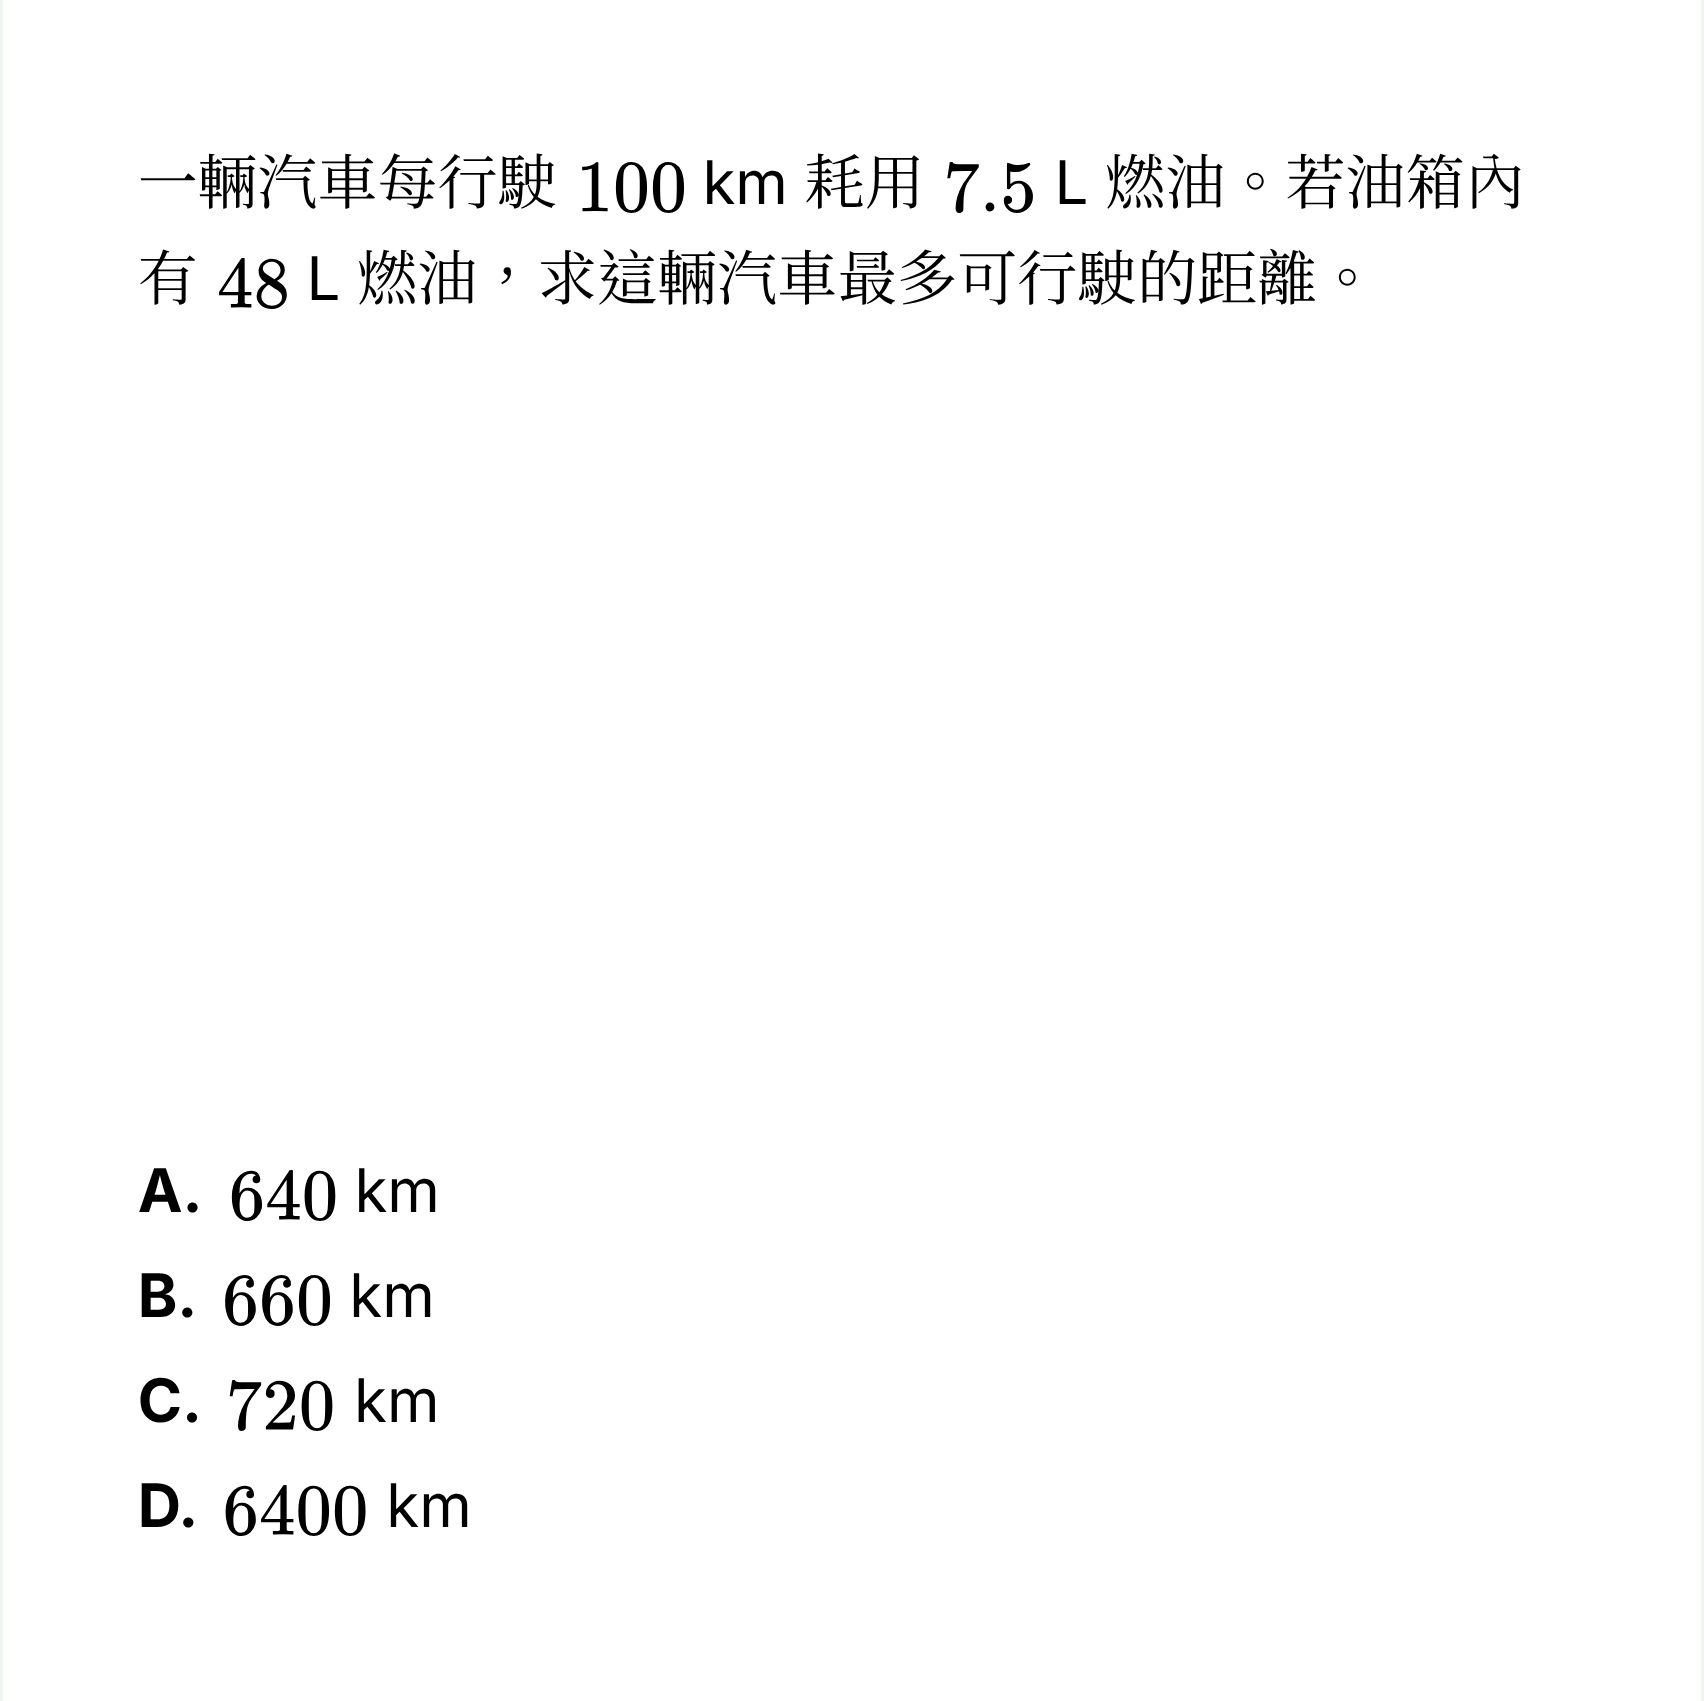 一輛汽車每行駛 100 km 耗用 7.5 L 燃油。若油箱內
有 48 L 燃油，求這輛汽車最多可行駛的距離。
A. 640 km
B. 660 km
C. 720 km
D. 6400 km